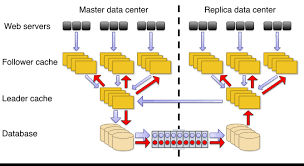 Master data center
Replica data center
Web servers
Follower cache
Leader cache
Database